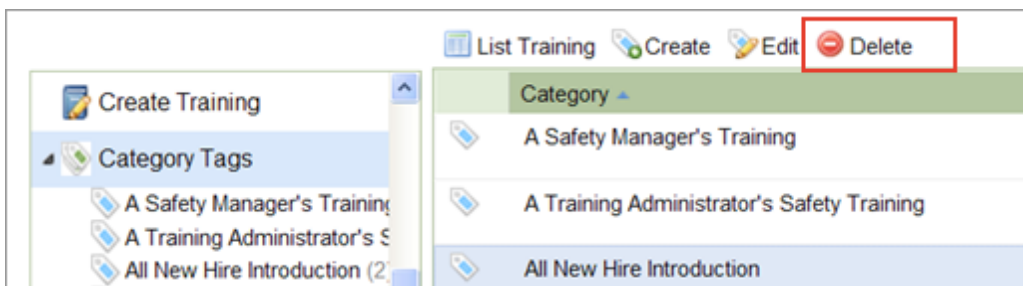 List Training Create Edit Delete
Create Training
Category Tags
A Safety Manager's Training
A Training Administrator's S
All New Hire Introduction (2
Category
A Safety Manager's Training
A Training Administrator's Safety Training
All New Hire Introduction